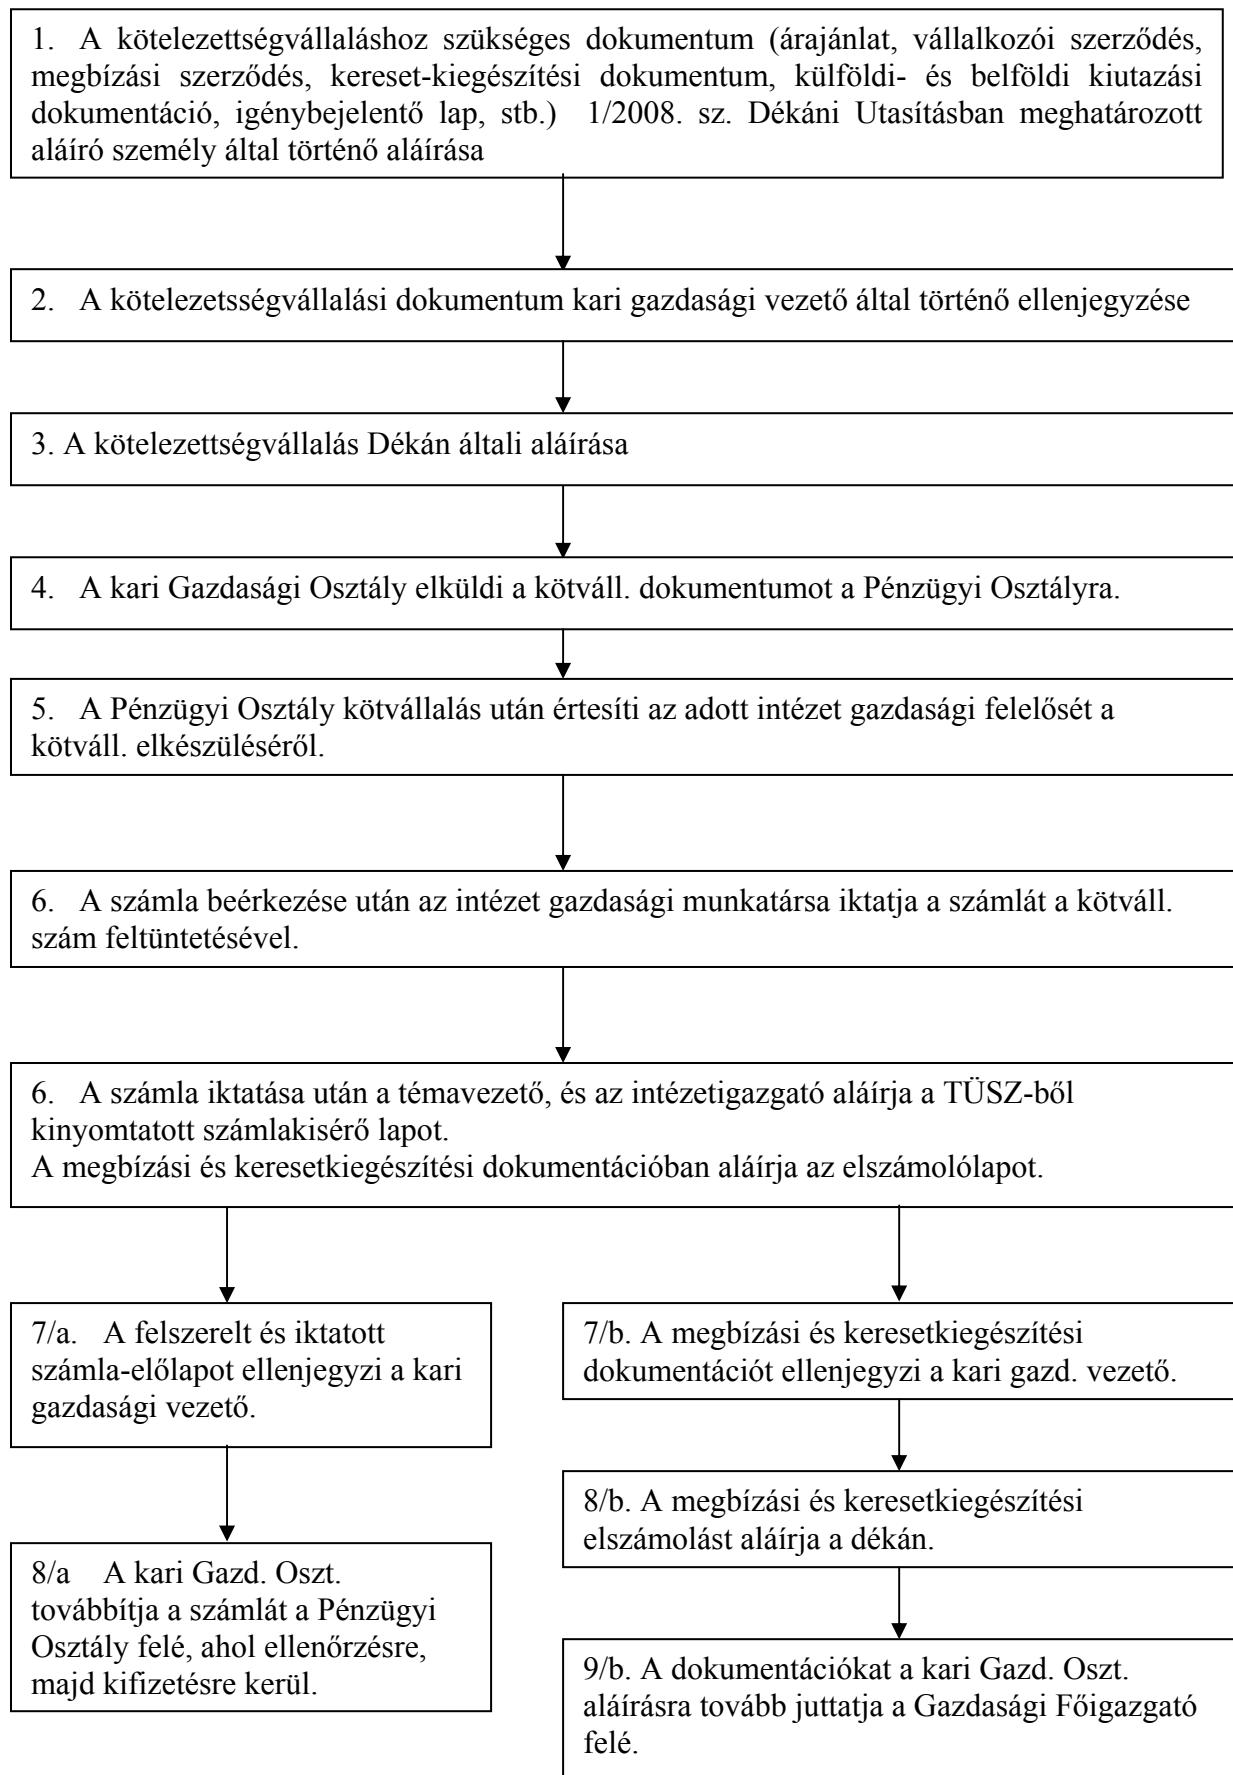 1. A kötelezettségvállaláshoz szükséges dokumentum (árajánlat, vállalkozói szerződés,
megbízási szerződés, kereset-kiegészítési dokumentum, külföldi- és belföldi kiutazási
dokumentáció, igénybejelentő lap, stb.) 1/2008. sz. Dékáni Utasításban meghatározott
aláíró személy által történő aláírása
2. A kötelezetsségvállalási dokumentum kari gazdasági vezető által történő ellenjegyzése
3. A kötelezettségvállalás Dékán általi aláírása
4. A kari Gazdasági Osztály elküldi a kötváll. dokumentumot a Pénzügyi Osztályra.
5. A Pénzügyi Osztály kötvállalás után értesíti az adott intézet gazdasági felelősét a
kötváll. elkészüléséről.
6. A számla beérkezése után az intézet gazdasági munkatársa iktatja a számlát a kötváll.
szám feltüntetésével.
6. A számla iktatása után a témavezető, és az intézetigazgató aláírja a TÜSZ-ből
kinyomtatott számlakisérő lapot.
A megbízási és keresetkiegészítési dokumentációban aláírja az elszámolólapot.
7/a. A felszerelt és iktatott
számla-előlapot ellenjegyzi a kari
gazdasági vezető.
8/a A kari Gazd. Oszt.
továbbítja a számlát a Pénzügyi
Osztály felé, ahol ellenőrzésre,
majd kifizetésre kerül.
7/b. A megbízási és keresetkiegészítési
dokumentációt ellenjegyzi a kari gazd. vezető.
8/b. A megbízási és keresetkiegészítési
elszámolást aláírja a dékán.
9/b. A dokumentációkat a kari Gazd. Oszt.
aláírásra tovább juttatja a Gazdasági Főigazgató
felé.